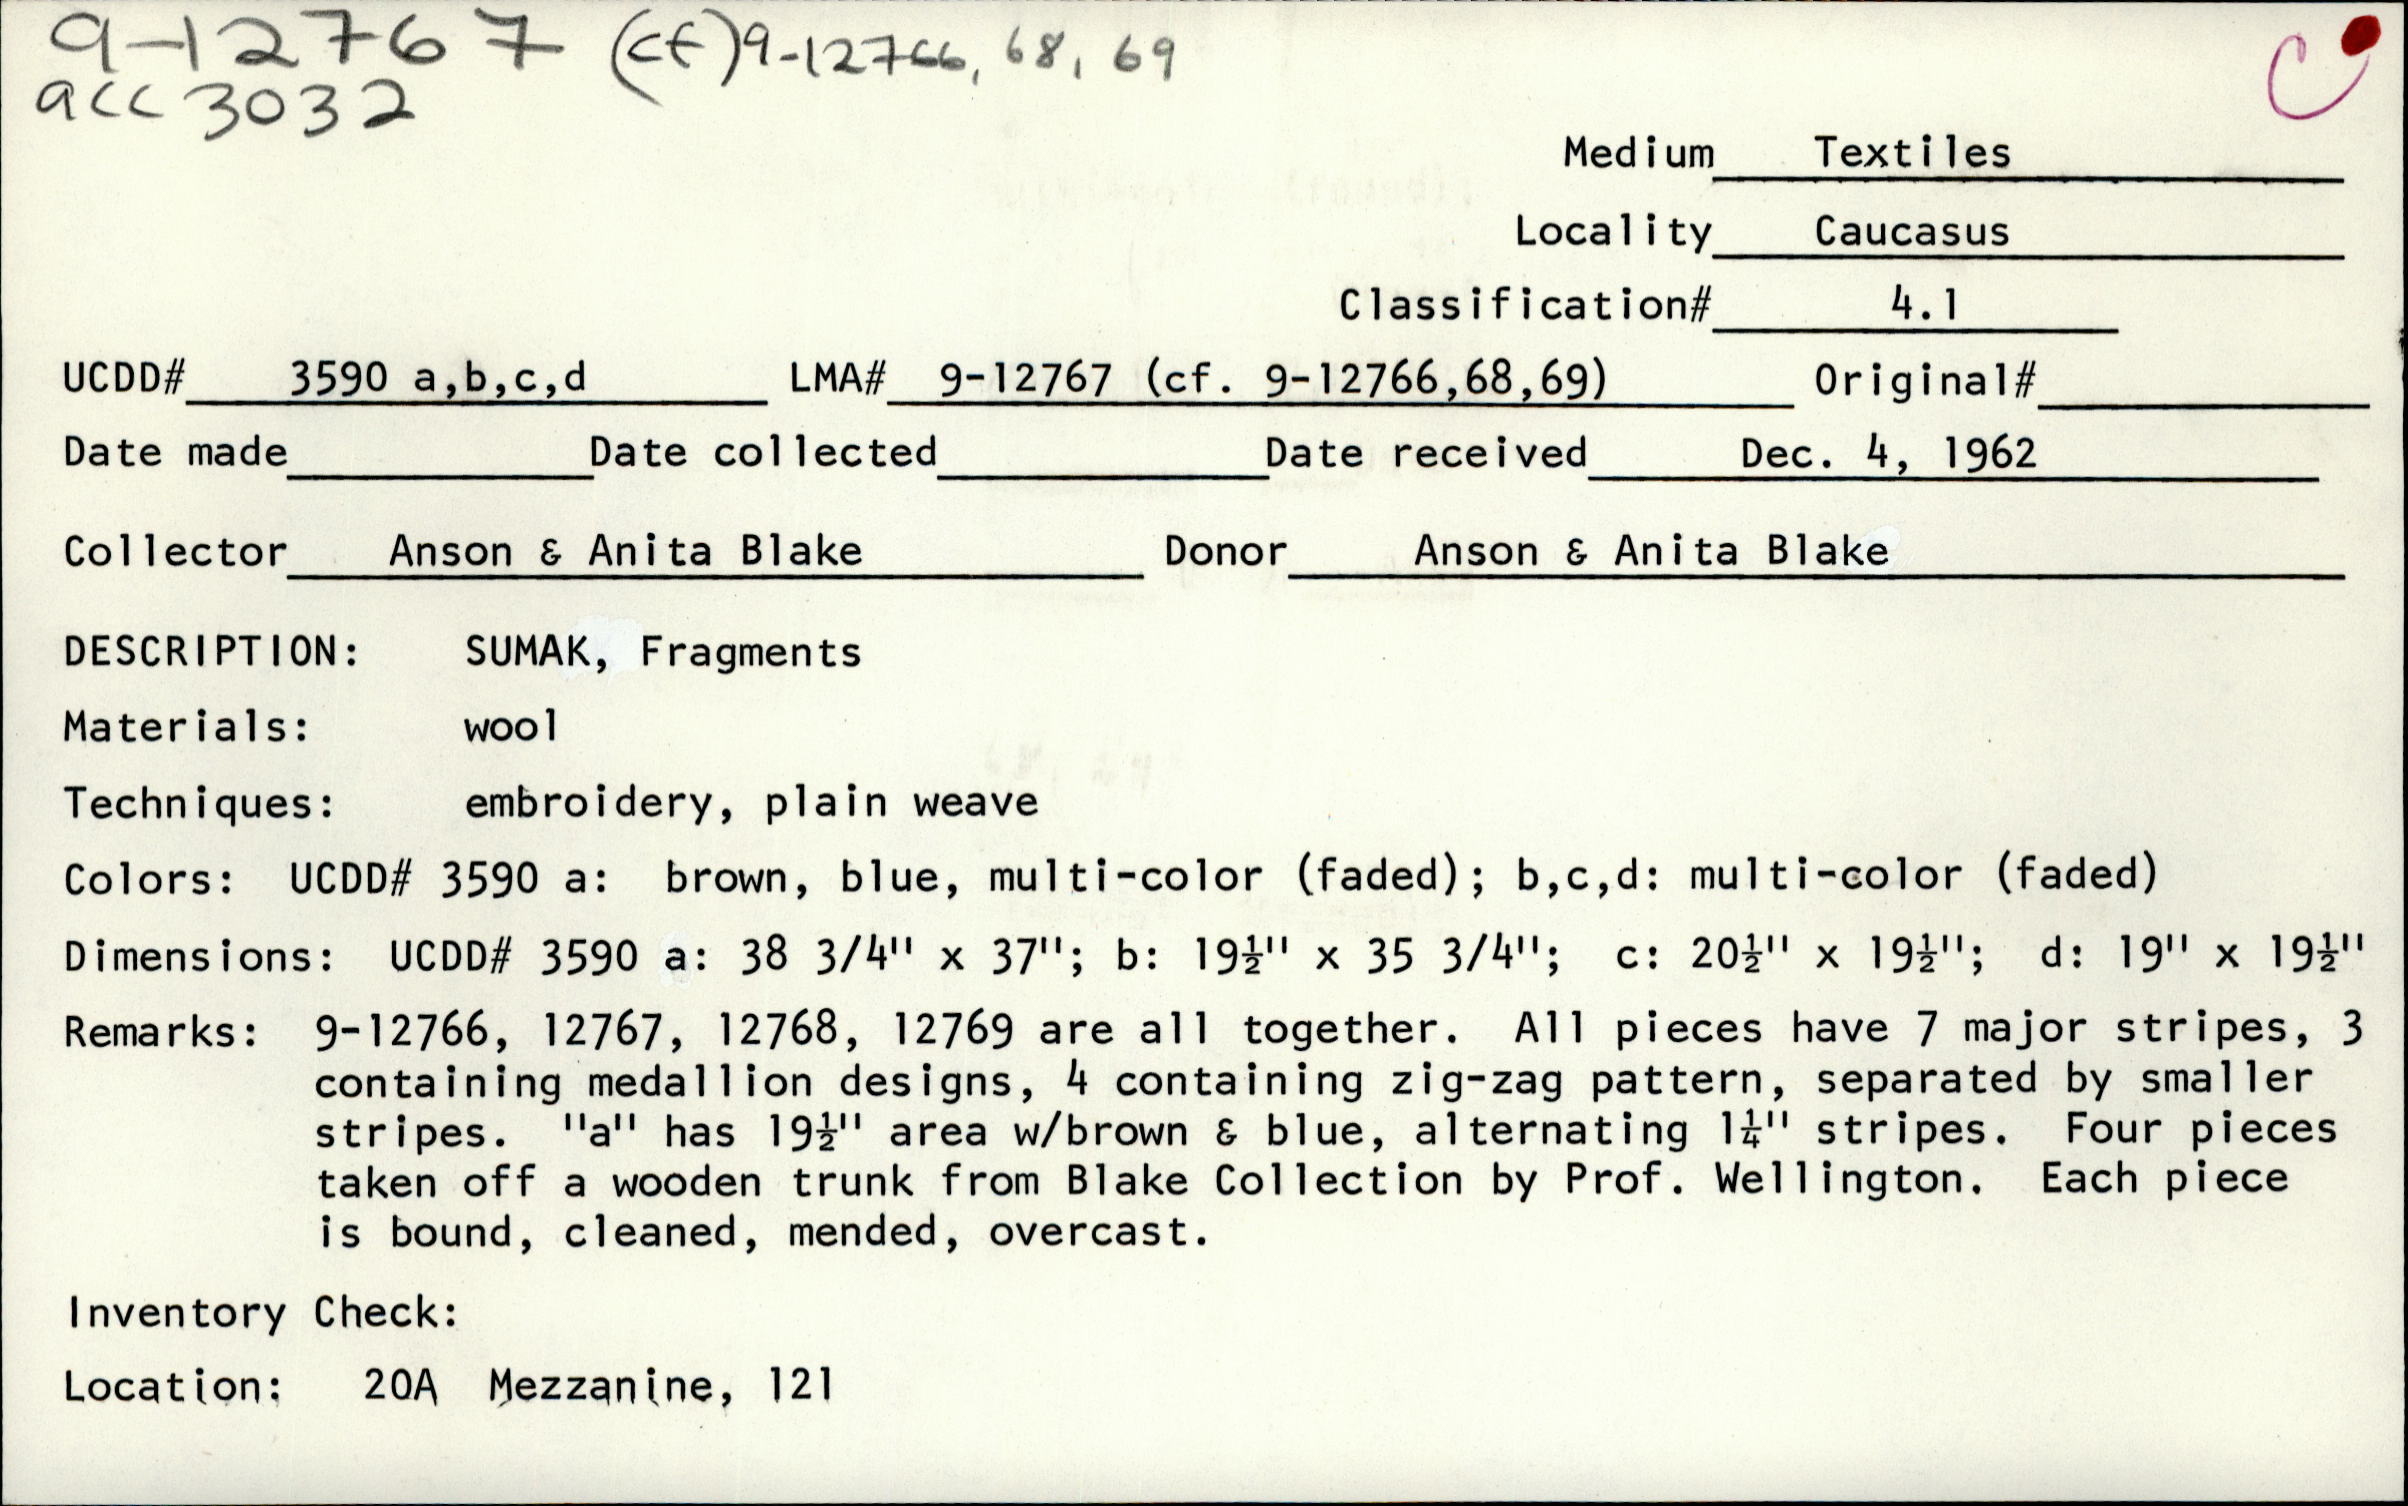 9-12767 (cf) 9-12766, 68, 69
acc 3032
C
Medium Textiles
Locality Caucasus
Classification# 4.1
UCDD# 3590 a,b,c,d LMA# 9-12767 (cf. 9-12766,68,69) Original#
Date made Date collected Date received Dec. 4, 1962
Collector Anson & Anita Blake Donor Anson & Anita Blake
DESCRIPTION: SUMAK, Fragments
Materials: wool
Techniques: embroidery, plain weave
Colors: UCDD# 3590 a: brown, blue, multi-color (faded); b,c,d: multi-color (faded)
Dimensions: UCDD# 3590 a: 38 3/4" x 37"; b: 19½" x 35 3/4"; c: 20½" x 19½"; d: 19" x 19½"
Remarks: 9-12766, 12767, 12768, 12769 are all together. All pieces have 7 major stripes, 3
containing medallion designs, 4 containing zig-zag pattern, separated by smaller
stripes. "a" has 19½" area w/brown & blue, alternating 1¼" stripes. Four pieces
taken off a wooden trunk from Blake Collection by Prof. Wellington. Each piece
is bound, cleaned, mended, overcast.
Inventory Check:
Location: 20A Mezzanine, 121